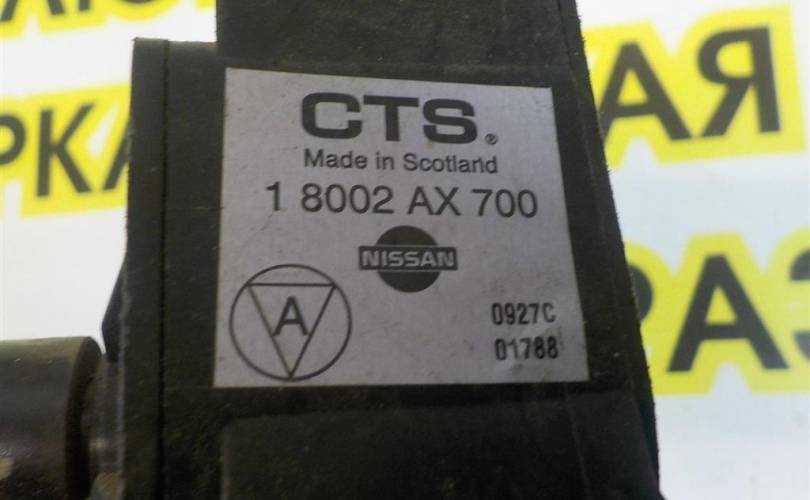 CTS®
Made in Scotland
1 8002 AX 700
NISSAN
A
0927C
01788